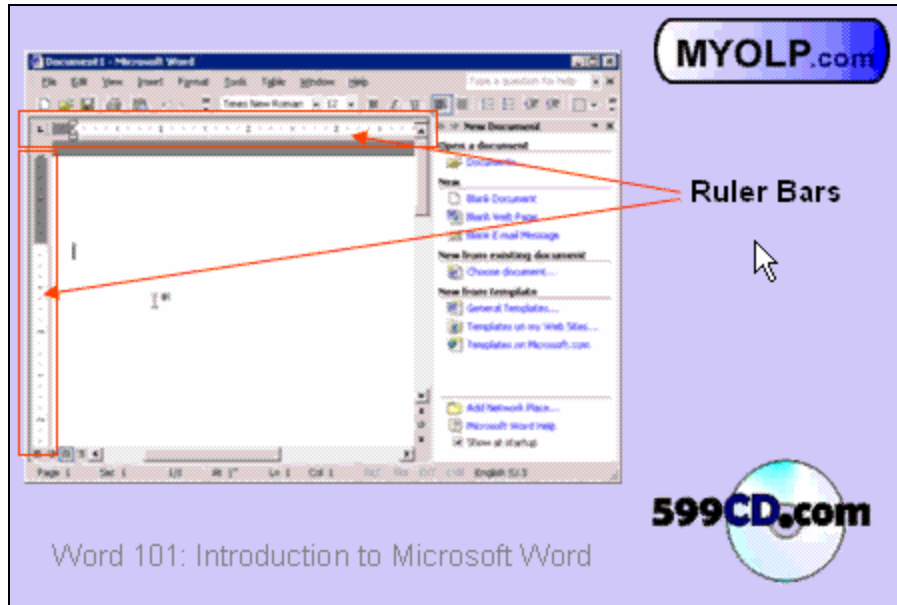 MYOLP.com
Document1 - Microsoft Word
File Edit View Insert Format Tools Table Window Help
Type a question for help
Times New Roman 12 B I U
New Document
Open a document
Documents...
New
Blank Document
Blank Web Page
Blank E-mail Message
New from existing document
Choose document...
New from template
General Templates...
Templates on my Web Sites...
Templates on Microsoft.com
Add Network Place...
Microsoft Word Help
Show at startup
Page 1 Sec 1 1/1 At 1" Ln 1 Col 1 English (U.S
Ruler Bars
599CD.com
Word 101: Introduction to Microsoft Word